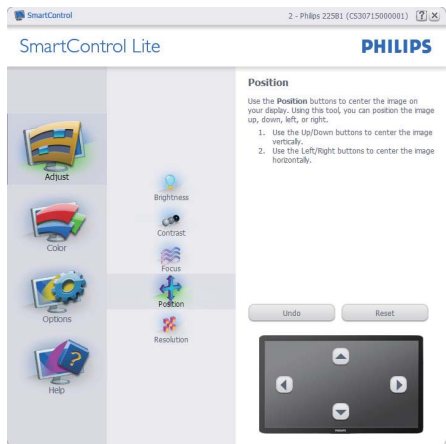 SmartControl
2 - Philips 225B1 (CS30715000001)
SmartControl Lite
PHILIPS
Adjust
Color
Options
Help
Brightness
Contrast
Focus
Position
Resolution
Position
Use the Position buttons to center the image on
your display. Using this tool, you can position the image
up, down, left, or right.
1. Use the Up/Down buttons to center the image
vertically.
2. Use the Left/Right buttons to center the image
horizontally.
Undo
Reset
PHILIPS